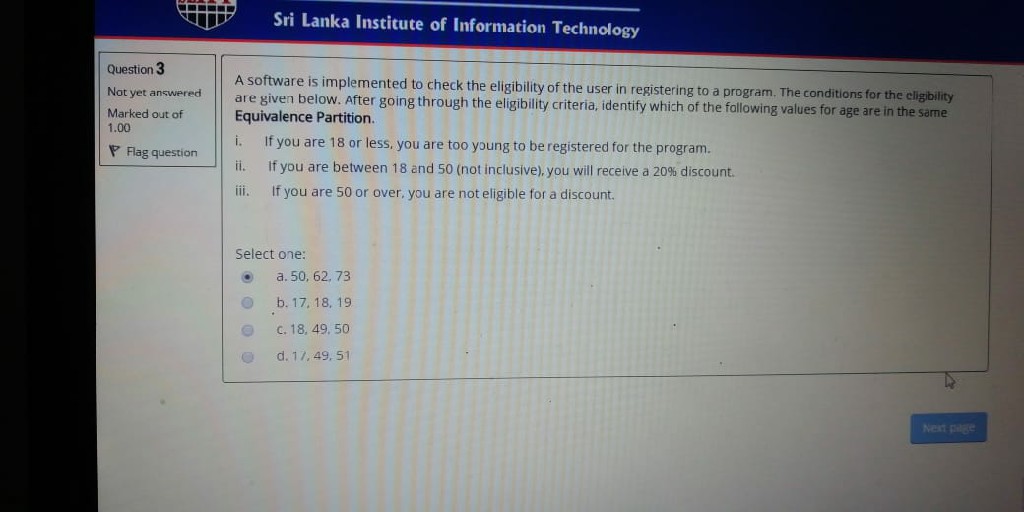 Sri Lanka Institute of Information Technology
Question 3
Not yet answered
Marked out of
1.00
Flag question
A software is implemented to check the eligibility of the user in registering to a program. The conditions for the eligibility
are given below. After going through the eligibility criteria, identify which of the following values for age are in the same
Equivalence Partition.
i. If you are 18 or less, you are too young to be registered for the program.
ii. If you are between 18 and 50 (not inclusive), you will receive a 20% discount.
iii. If you are 50 or over, you are not eligible for a discount.
Select one:
a. 50, 62, 73
b. 17, 18, 19
c. 18, 49, 50
d. 17, 49, 51
Next page